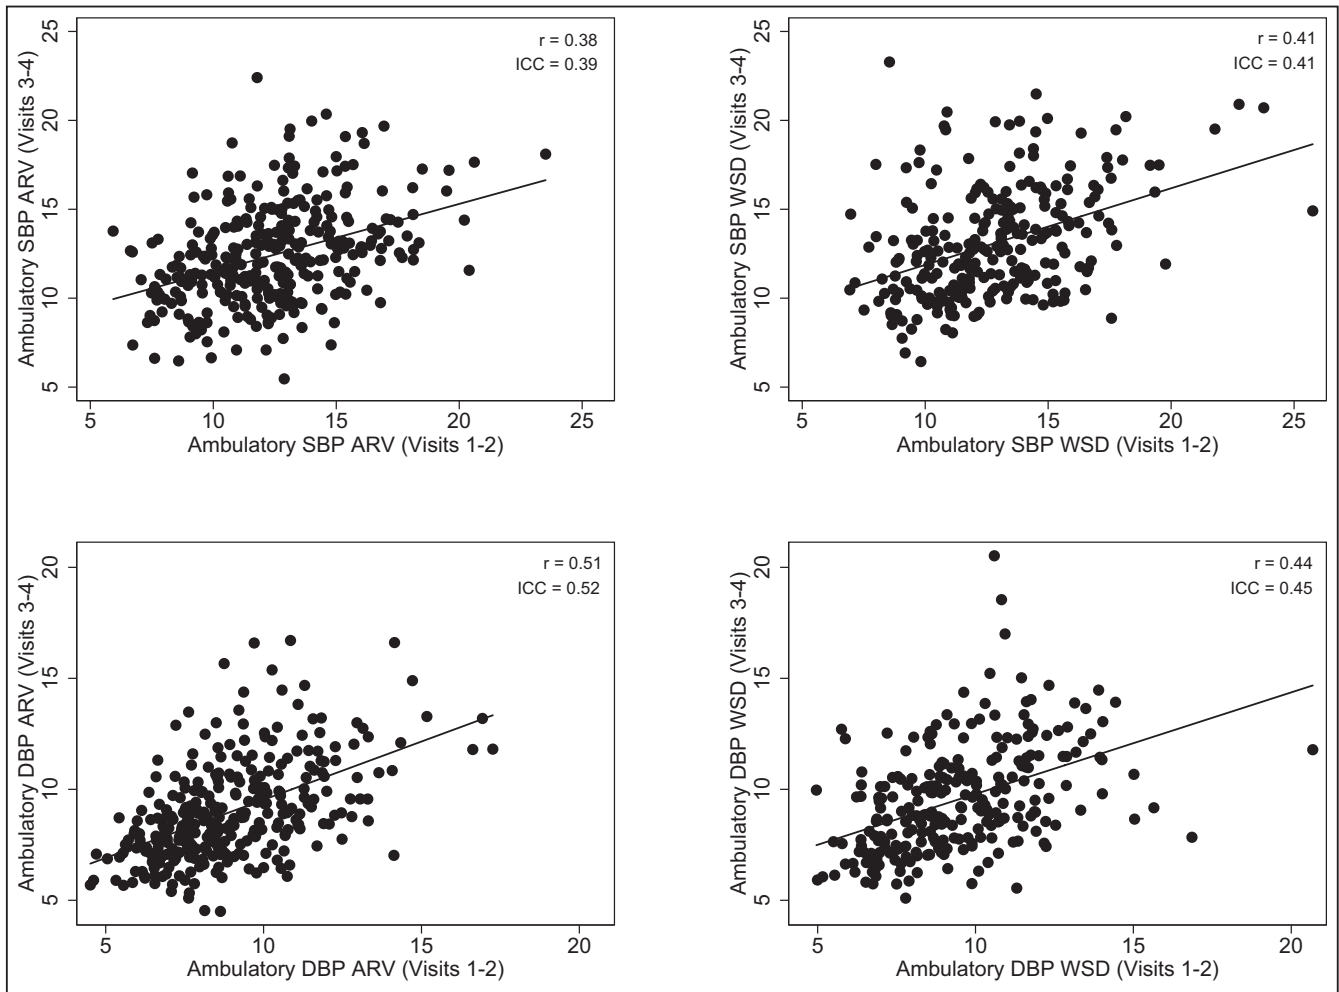 r = 0.38
ICC = 0.39
Ambulatory SBP ARV (Visits 3-4)
25
20
15
10
5
5 10 15 20 25
Ambulatory SBP ARV (Visits 1-2)
r = 0.41
ICC = 0.41
Ambulatory SBP WSD (Visits 3-4)
25
20
15
10
5
5 10 15 20 25
Ambulatory SBP WSD (Visits 1-2)
r = 0.51
ICC = 0.52
Ambulatory DBP ARV (Visits 3-4)
20
15
10
5
5 10 15 20
Ambulatory DBP ARV (Visits 1-2)
r = 0.44
ICC = 0.45
Ambulatory DBP WSD (Visits 3-4)
20
15
10
5
5 10 15 20
Ambulatory DBP WSD (Visits 1-2)